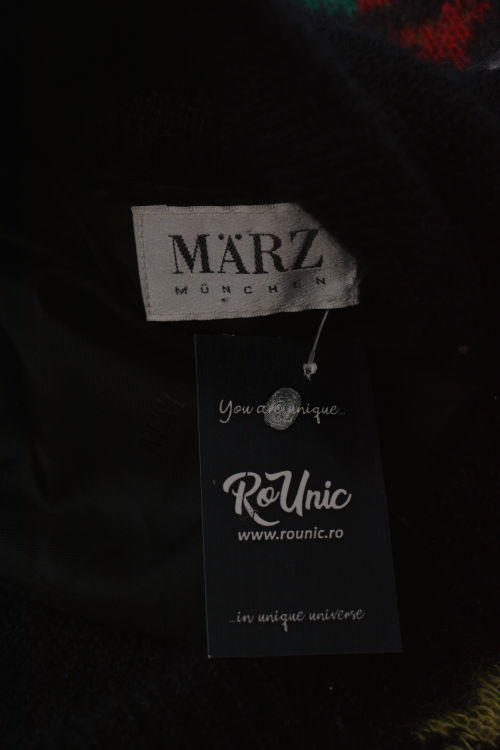 MÄRZ
MÜNCHEN
You are unique...
RoUnic
www.rounic.ro
...in unique universe